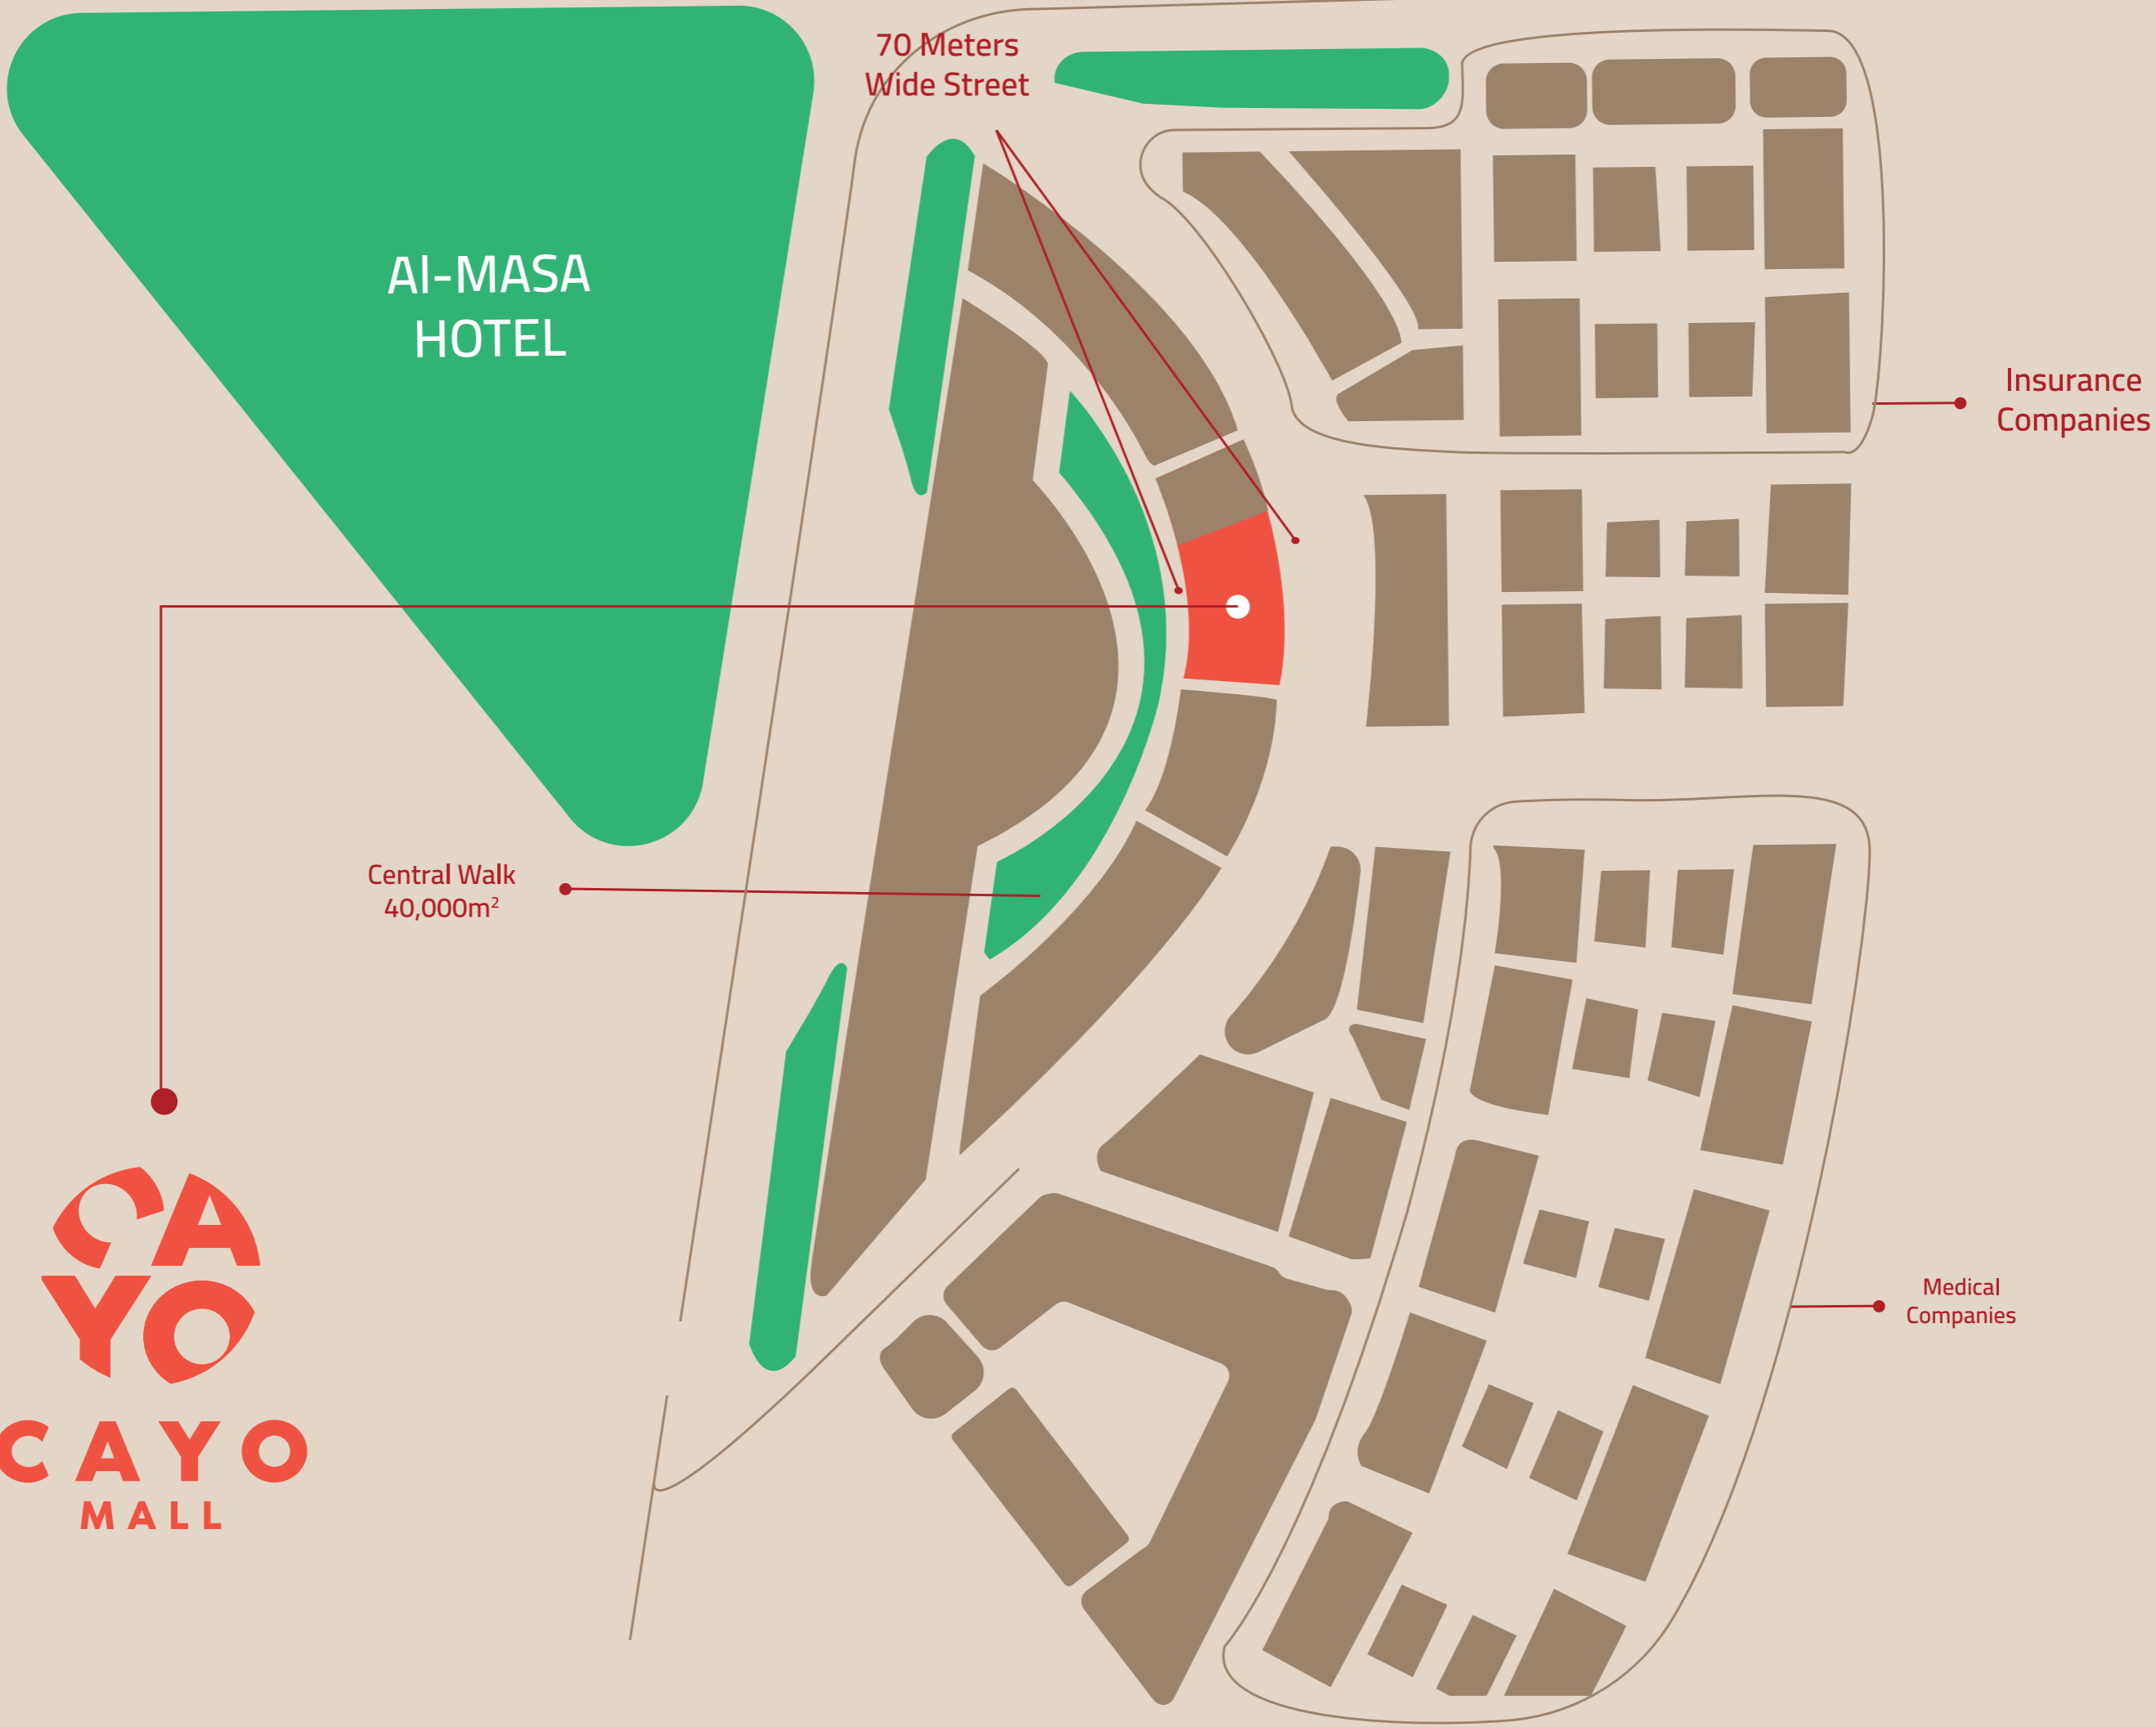 70 Meters
Wide Street
Al-MASA
HOTEL
Insurance
Companies
Central Walk
40,000m²
CA
YO
CAYO
MALL
Medical
Companies